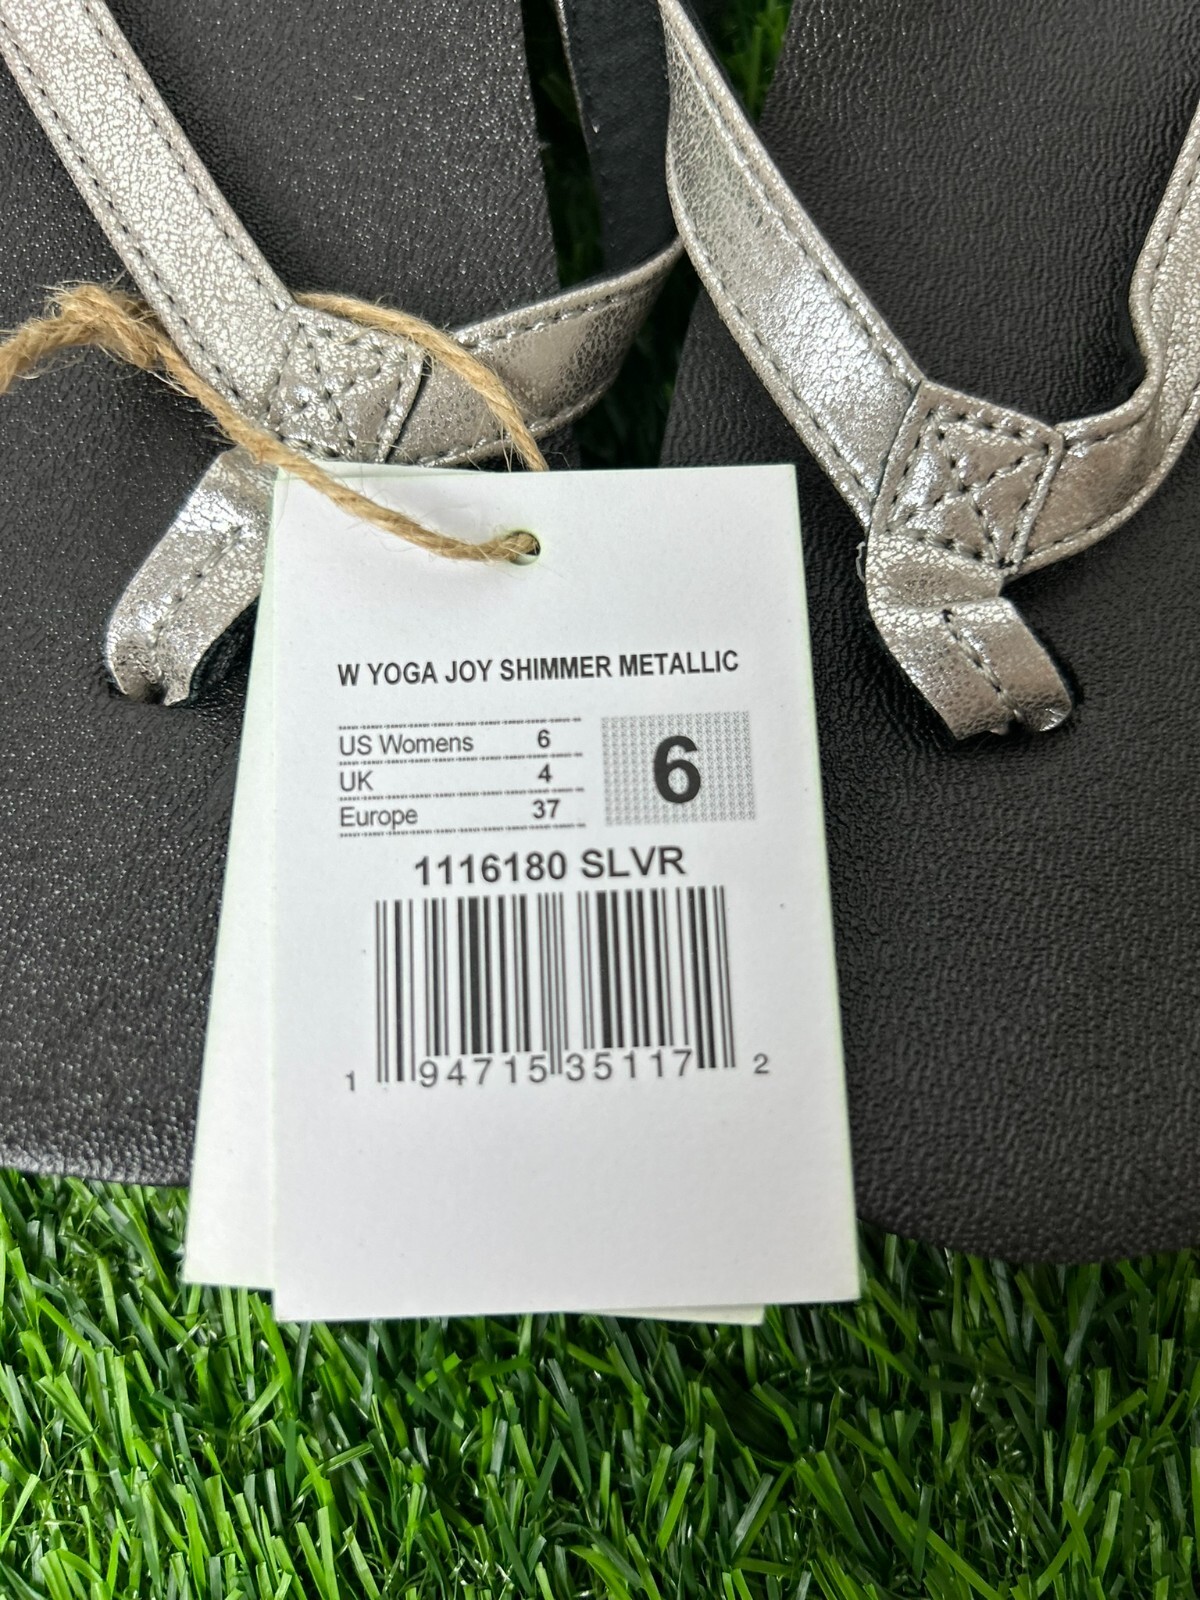 W YOGA JOY SHIMMER METALLIC
US Womens 6
UK 4
Europe 37
6
1116180 SLVR
1 94715 35117 2